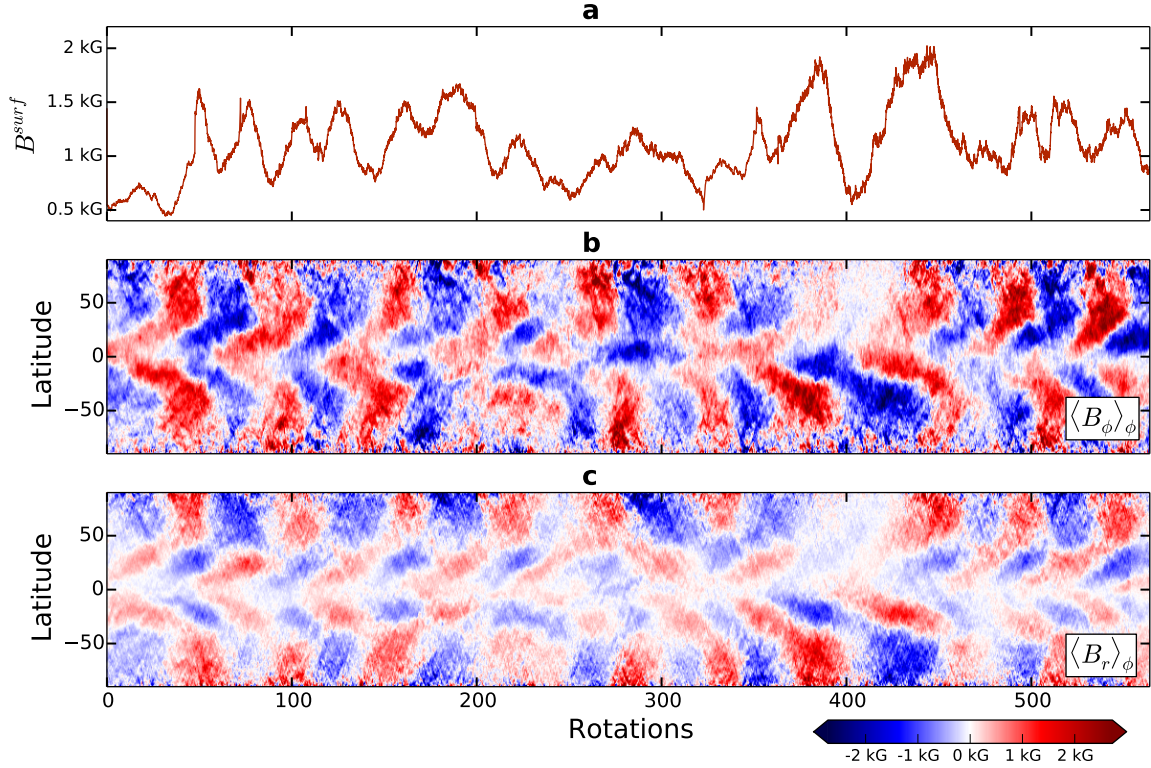 a
2 kG
1.5 kG
1 kG
0.5 kG
B^{surf}
b
50
0
−50
Latitude
⟨B_ϕ⟩_ϕ
c
50
0
−50
Latitude
⟨B_r⟩_ϕ
0 100 200 300 400 500
Rotations
-2 kG -1 kG 0 kG 1 kG 2 kG